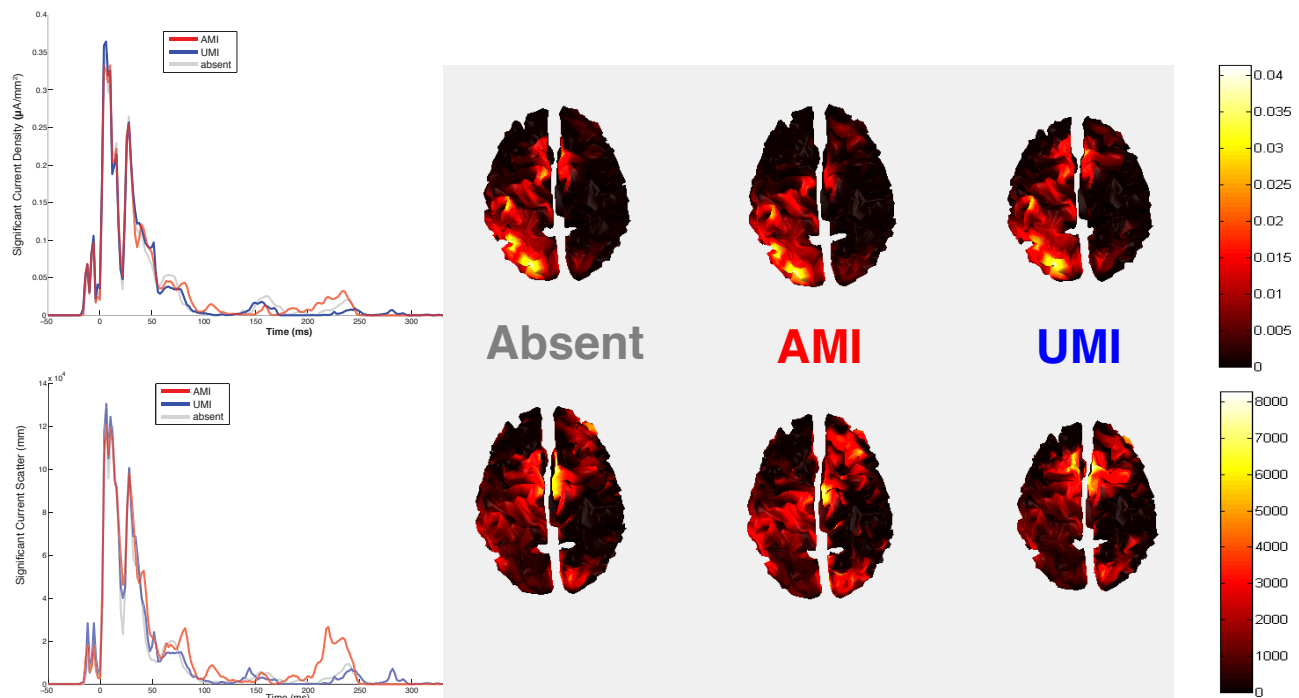 0.4
0.35
0.3
0.25
0.2
0.15
0.1
0.05
0
Significant Current Density (µA/mm²)
AMI
UMI
absent
−50 0 50 100 150 200 250 300
Time (ms)
Absent
AMI
UMI
0.04
0.035
0.03
0.025
0.02
0.015
0.01
0.005
0
14 x 10⁴
12
10
8
6
4
2
0
Significant Current Scatter (mm)
AMI
UMI
absent
−50 0 50 100 150 200 250 300
Time (ms)
8000
7000
6000
5000
4000
3000
2000
1000
0